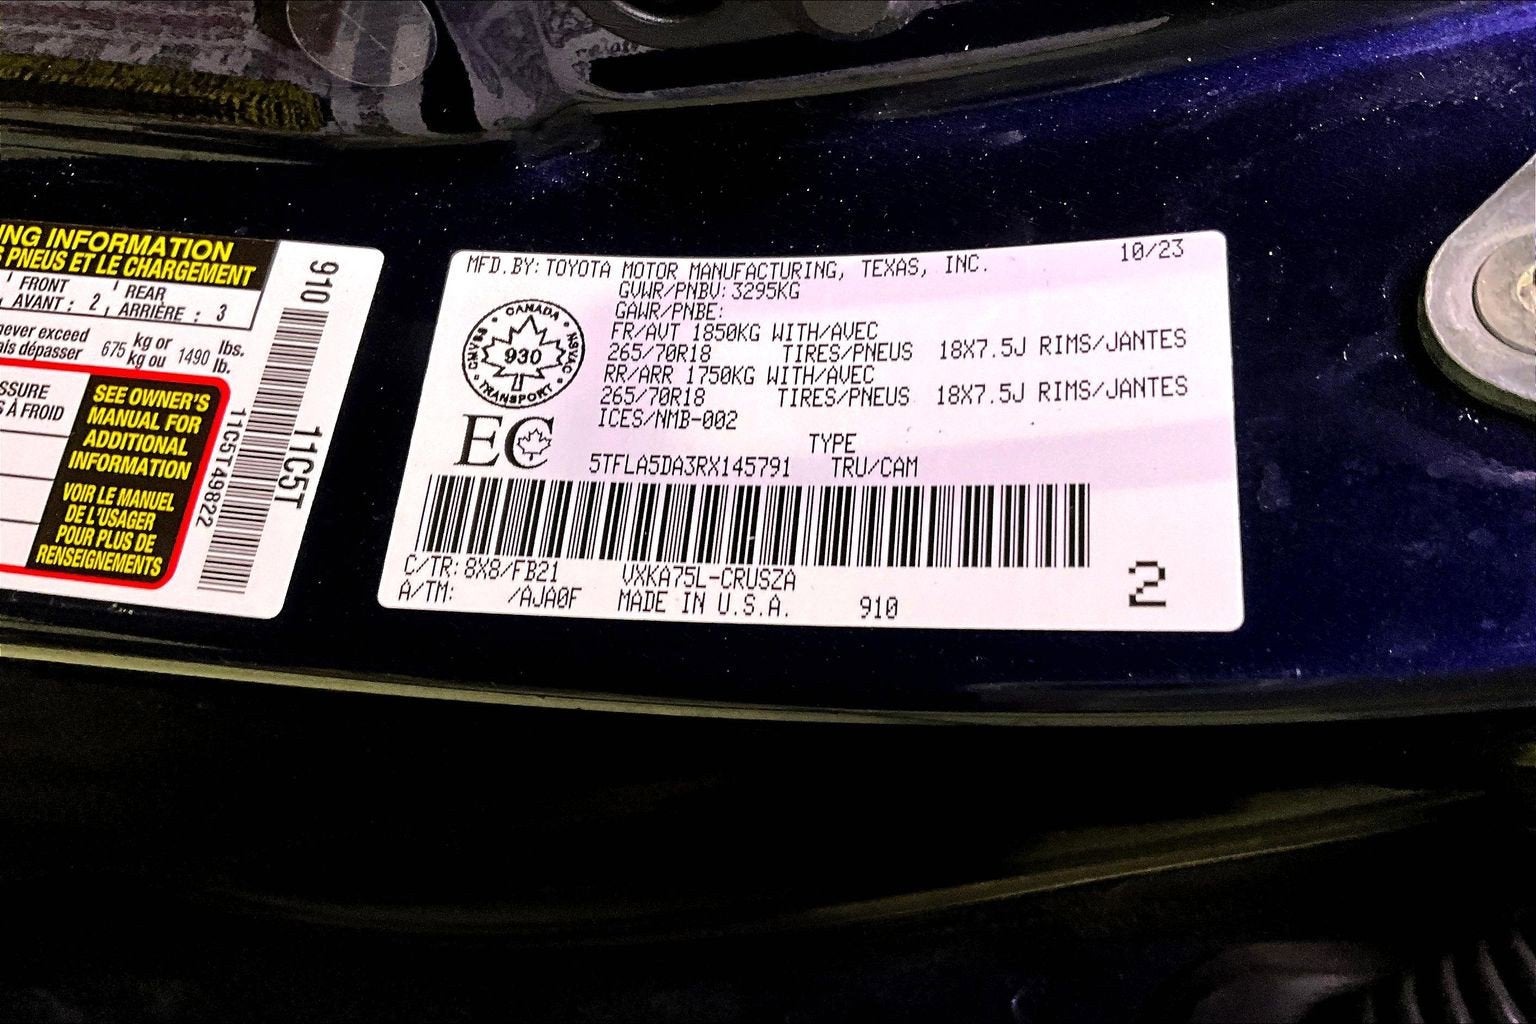 ING INFORMATION
S PNEUS ET LE CHARGEMENT
FRONT REAR
AVANT : 2, ARRIÈRE : 3
never exceed kg or lbs.
ais dépasser 675 kg ou 1490 lb.
SSURE
S À FROID
SEE OWNER'S
MANUAL FOR
ADDITIONAL
INFORMATION
VOIR LE MANUEL
DE L'USAGER
POUR PLUS DE
RENSEIGNEMENTS
910
11C5T49822
11C5T
MFD.BY:TOYOTA MOTOR MANUFACTURING, TEXAS, INC. 10/23
GVWR/PNBV:3295KG
GAWR/PNBE:
FR/AVT 1850KG WITH/AVEC
265/70R18 TIRES/PNEUS 18X7.5J RIMS/JANTES
RR/ARR 1750KG WITH/AVEC
265/70R18 TIRES/PNEUS 18X7.5J RIMS/JANTES
ICES/NMB-002
CANADA
CMVSS
930
NSVAC
TRANSPORT
EC
TYPE
5TFLA5DA3RX145791 TRU/CAM
C/TR:8X8/FB21 VXKA75L-CRUSZA
A/TM: /AJA0F MADE IN U.S.A. 910
2